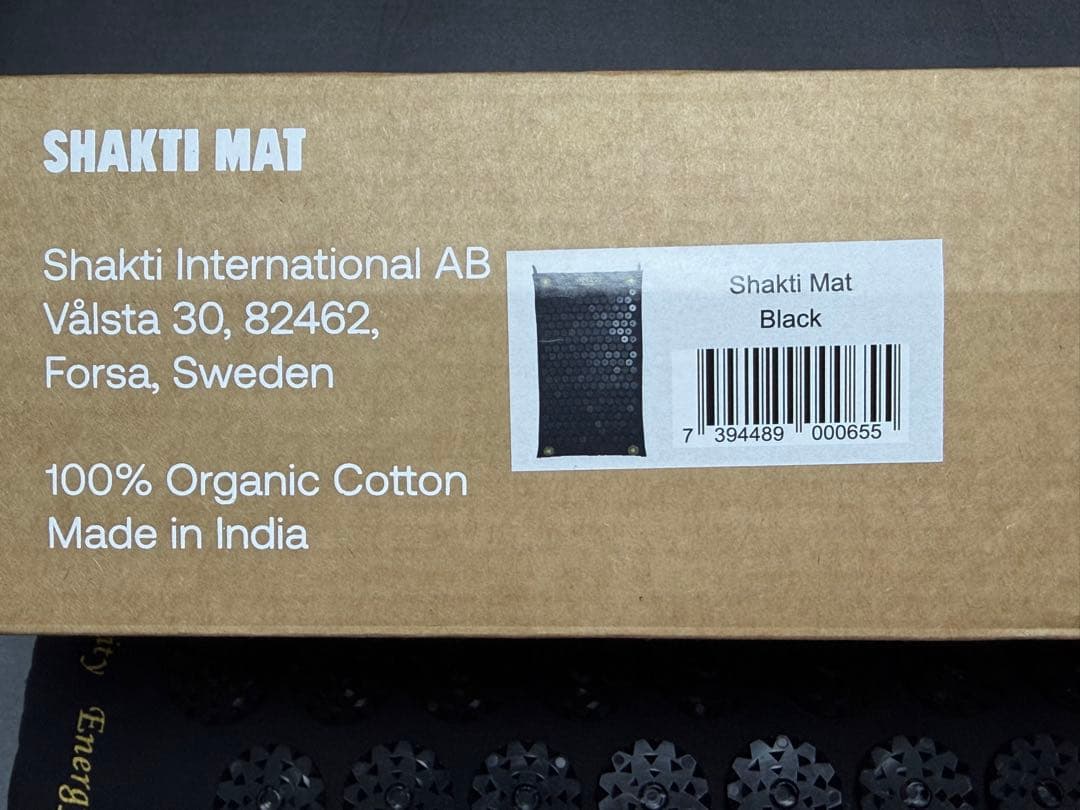 SHAKTI MAT
Shakti International AB
Vålsta 30, 82462,
Forsa, Sweden
100% Organic Cotton
Made in India
Shakti Mat
Black
7 394489 000655